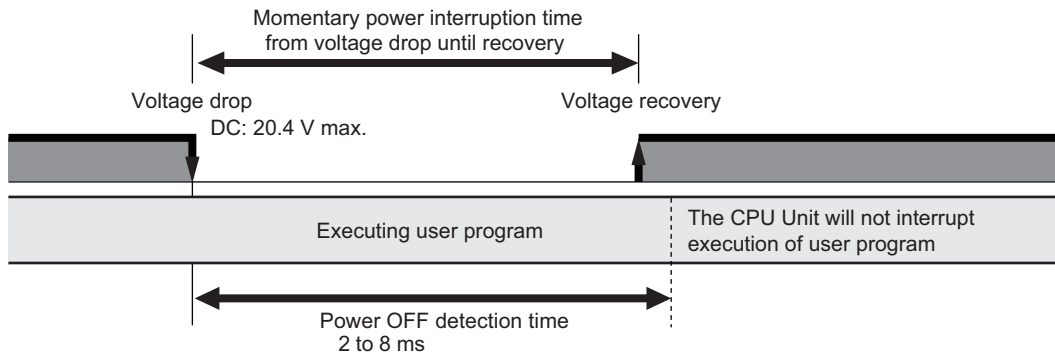 Momentary power interruption time
from voltage drop until recovery
Voltage drop
DC: 20.4 V max.
Voltage recovery
Executing user program
The CPU Unit will not interrupt
execution of user program
Power OFF detection time
2 to 8 ms